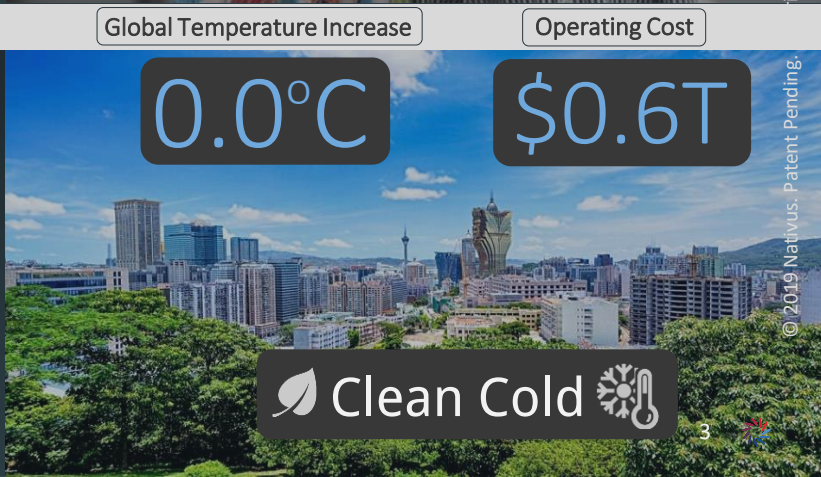 Global Temperature Increase
Operating Cost
0.0°C
$0.6T
© 2019 Nativus. Patent Pending.
Clean Cold
3